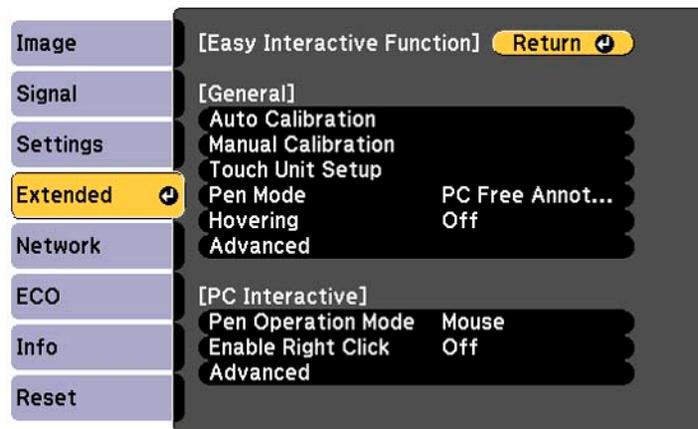 Image
Signal
Settings
Extended
Network
ECO
Info
Reset
[Easy Interactive Function] Return
[General]
Auto Calibration
Manual Calibration
Touch Unit Setup
Pen Mode PC Free Annot...
Hovering Off
Advanced
[PC Interactive]
Pen Operation Mode Mouse
Enable Right Click Off
Advanced